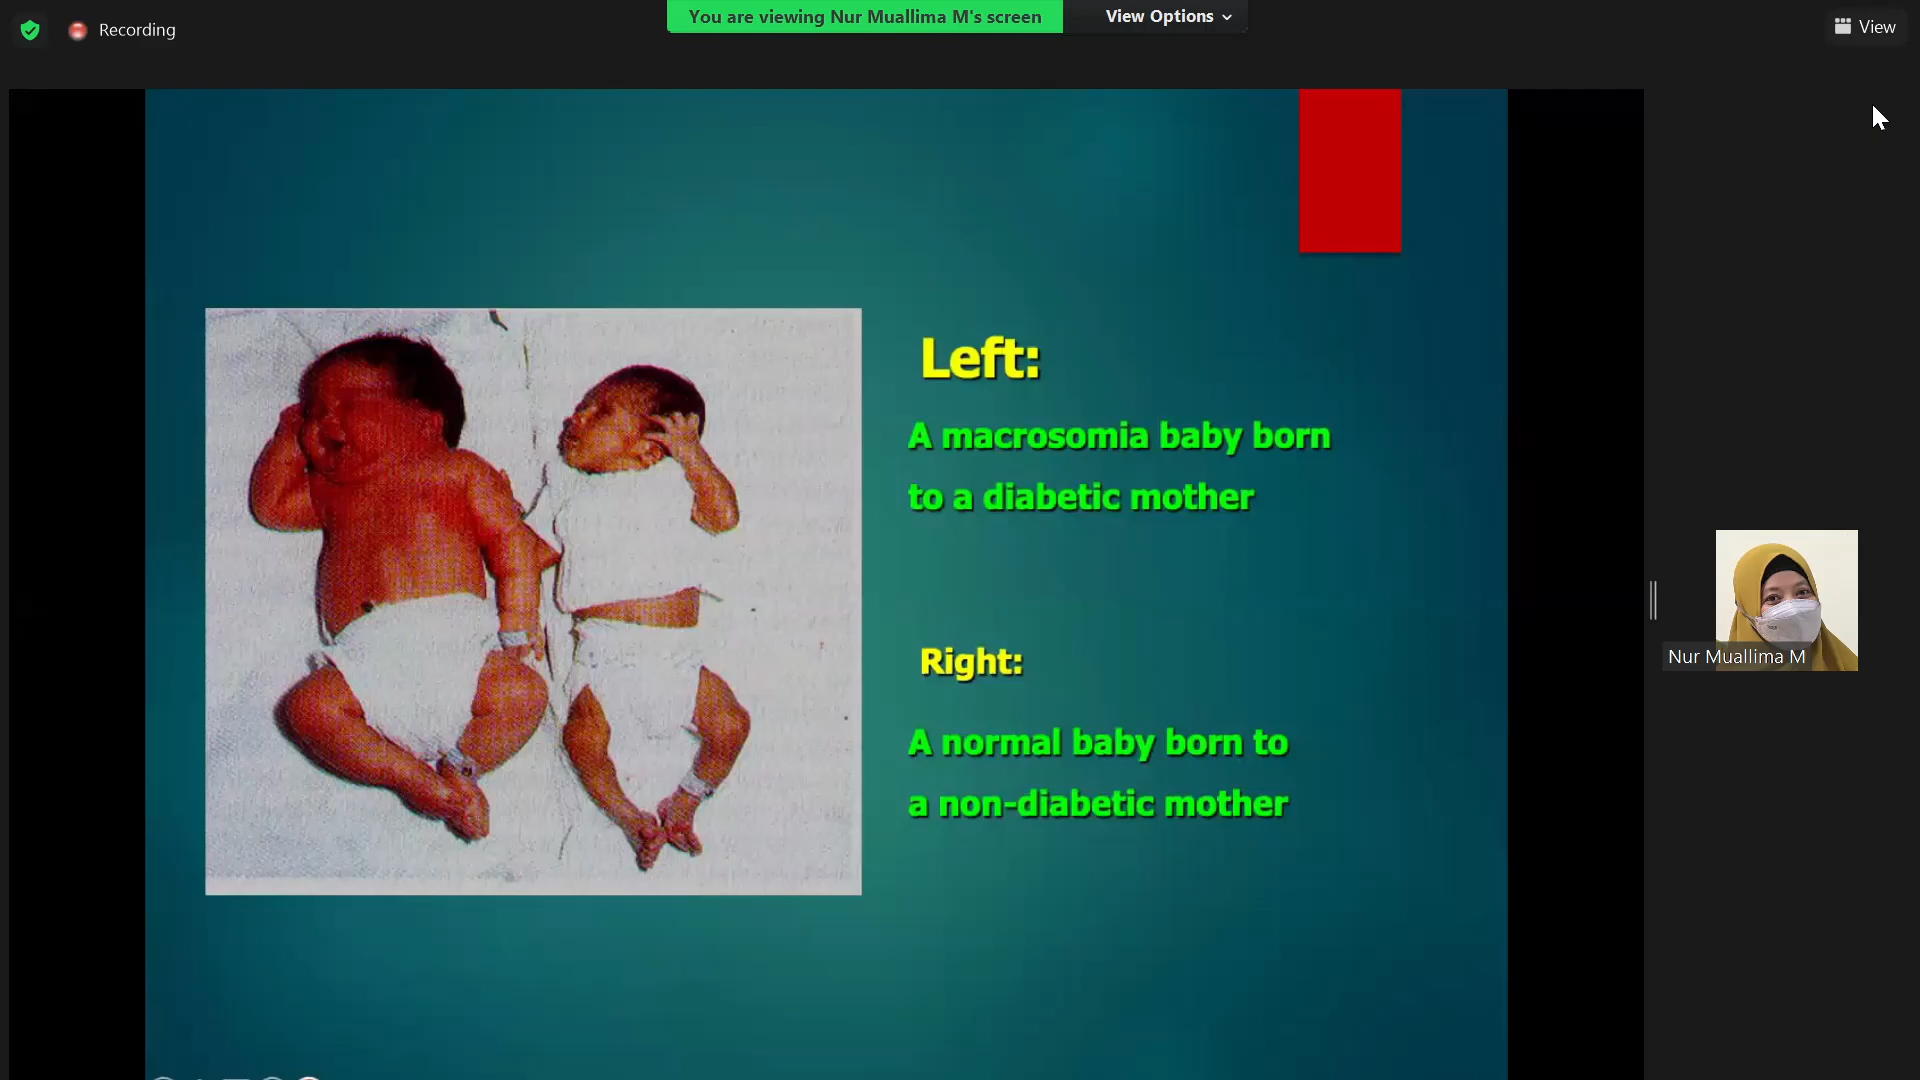 Recording
You are viewing Nur Muallima M's screen
View Options
View
Left:
A macrosomia baby born
to a diabetic mother
Right:
A normal baby born to
a non-diabetic mother
Nur Muallima M